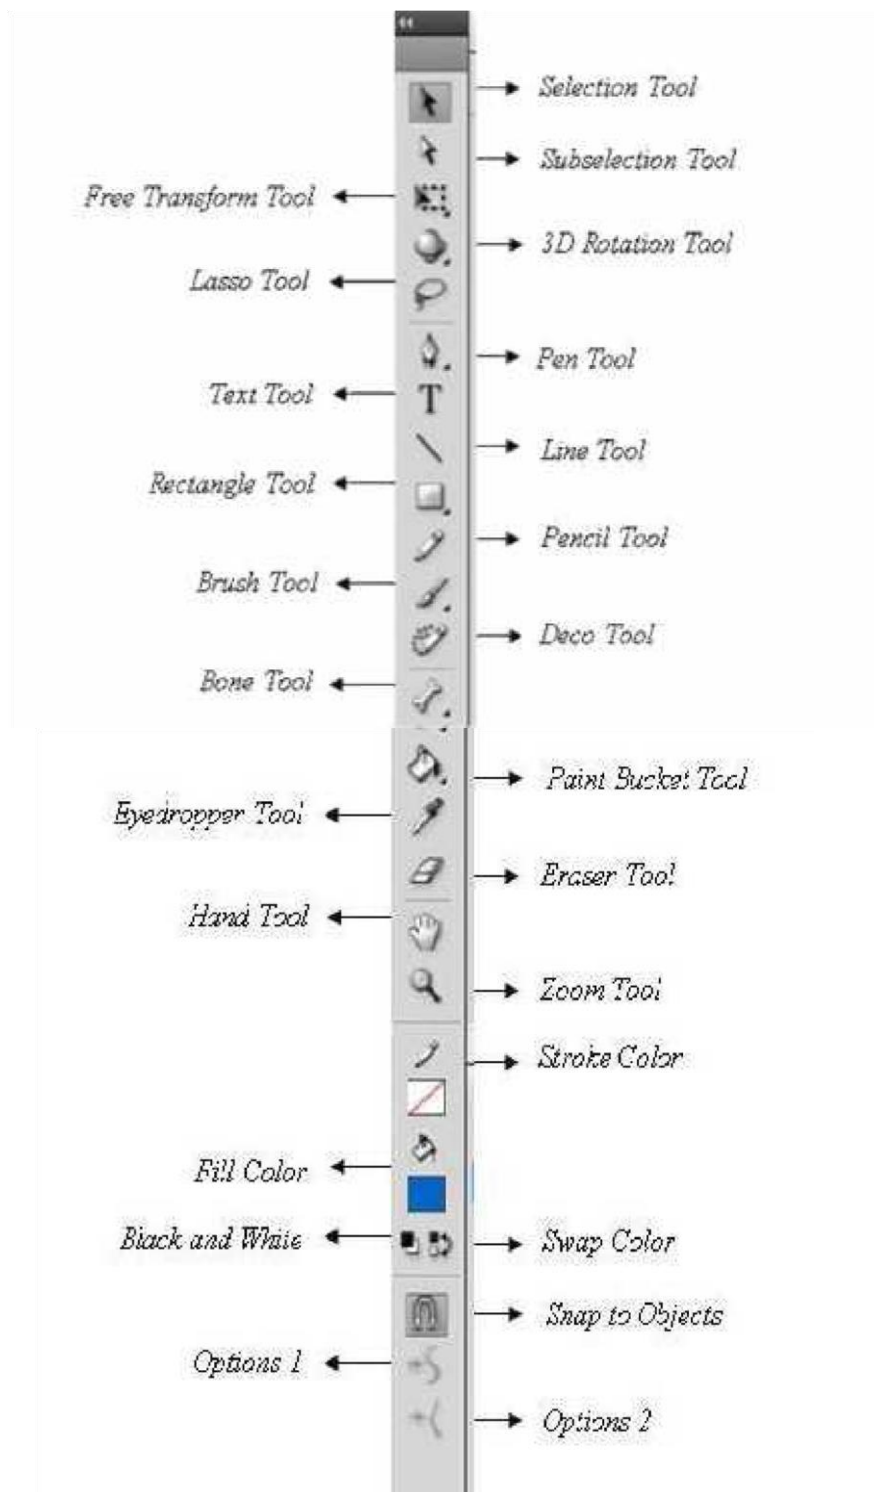 Selection Tool
Subselection Tool
Free Transform Tool
3D Rotation Tool
Lasso Tool
Pen Tool
Text Tool
Line Tool
Rectangle Tool
Pencil Tool
Brush Tool
Deco Tool
Bone Tool
Paint Bucket Tool
Eyedropper Tool
Eraser Tool
Hand Tool
Zoom Tool
Stroke Color
Fill Color
Black and White
Swap Color
Snap to Objects
Options 1
Options 2